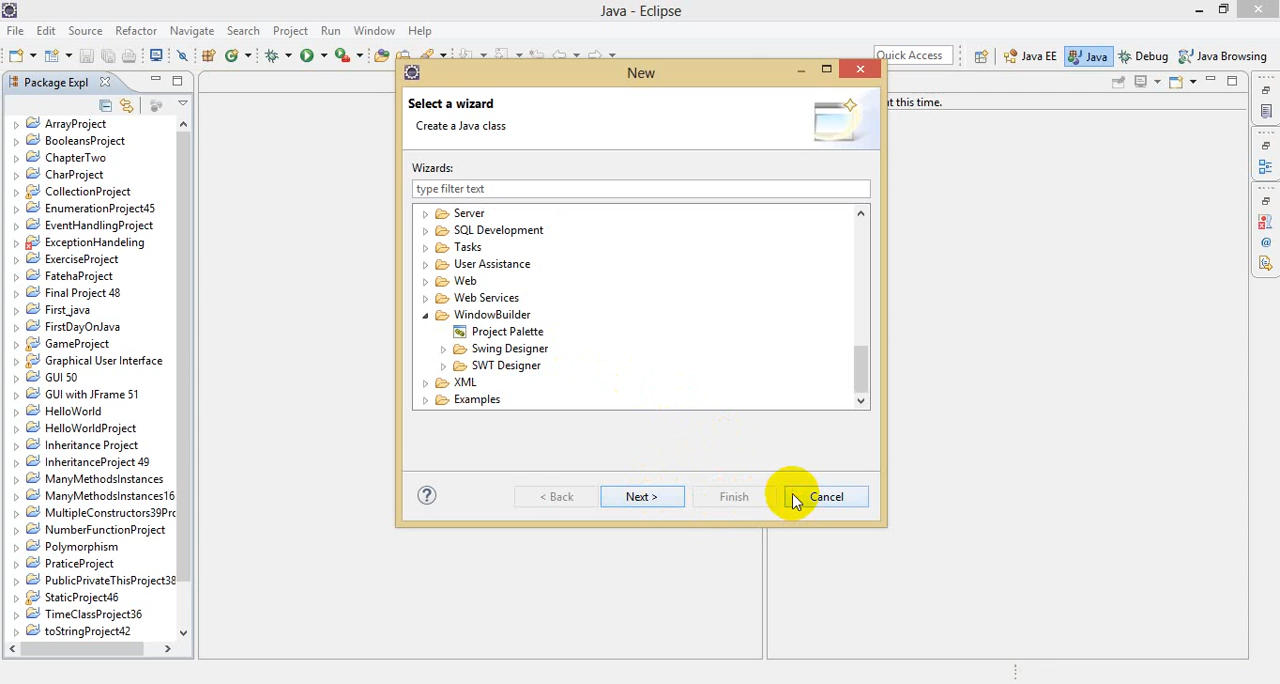 Java - Eclipse
File Edit Source Refactor Navigate Search Project Run Window Help
Quick Access Java EE Java Debug Java Browsing
Package Expl
New
Select a wizard
Create a Java class
at this time.
Wizards:
type filter text
Server
SQL Development
Tasks
User Assistance
Web
Web Services
WindowBuilder
Project Palette
Swing Designer
SWT Designer
XML
Examples
< Back Next > Finish Cancel
ArrayProject
BooleansProject
ChapterTwo
CharProject
CollectionProject
EnumerationProject45
EventHandlingProject
ExceptionHandeling
ExerciseProject
FatehaProject
Final Project 48
First_java
FirstDayOnJava
GameProject
Graphical User Interface
GUI 50
GUI with JFrame 51
HelloWorld
HelloWorldProject
Inheritance Project
InheritanceProject 49
ManyMethodsInstances
ManyMethodsInstances16
MultipleConstructors39Prc
NumberFunctionProject
Polymorphism
PraticeProject
PublicPrivateThisProject38
StaticProject46
TimeClassProject36
toStringProject42